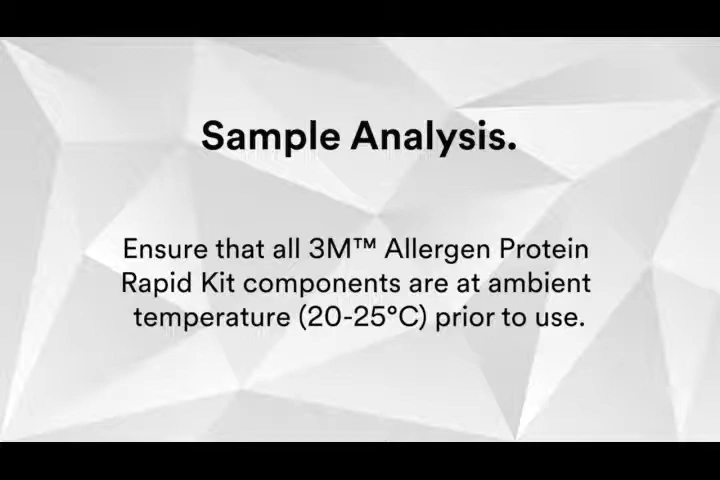 Sample Analysis.
Ensure that all 3M™ Allergen Protein
Rapid Kit components are at ambient
temperature (20-25°C) prior to use.